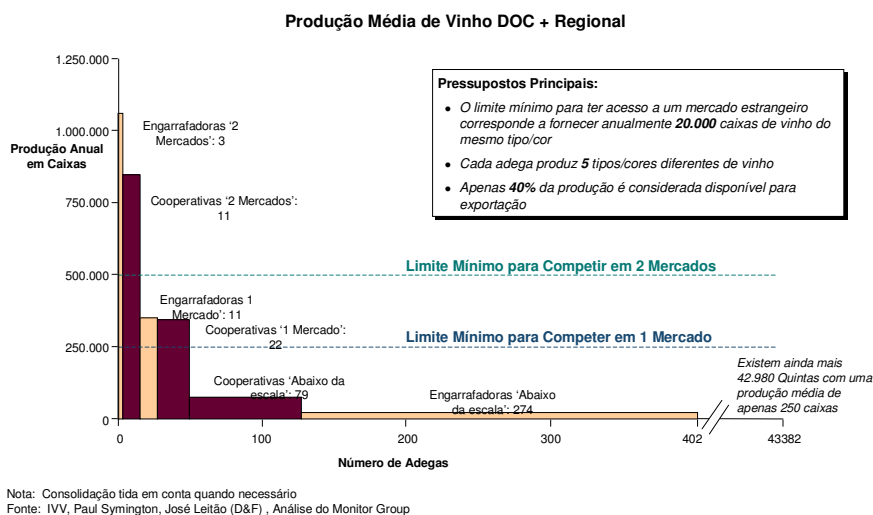 Produção Média de Vinho DOC + Regional
1.250.000
1.000.000
Produção Anual
em Caixas
750.000
500.000
250.000
0
Engarrafadoras ‘2
Mercados’: 3
Cooperativas ‘2 Mercados’:
11
Engarrafadoras 1
Mercado’: 11
Cooperativas ‘1 Mercado’:
22
Cooperativas ‘Abaixo da
escala’: 79
Engarrafadoras ‘Abaixo
da escala’: 274
Pressupostos Principais:
• O limite mínimo para ter acesso a um mercado estrangeiro
corresponde a fornecer anualmente 20.000 caixas de vinho do
mesmo tipo/cor
• Cada adega produz 5 tipos/cores diferentes de vinho
• Apenas 40% da produção é considerada disponível para
exportação
Limite Mínimo para Competir em 2 Mercados
Limite Mínimo para Competer em 1 Mercado
Existem ainda mais
42.980 Quintas com uma
produção média de
apenas 250 caixas
0 100 200 300 402 43382
Número de Adegas
Nota: Consolidação tida em conta quando necessário
Fonte: IVV, Paul Symington, José Leitão (D&F) , Análise do Monitor Group